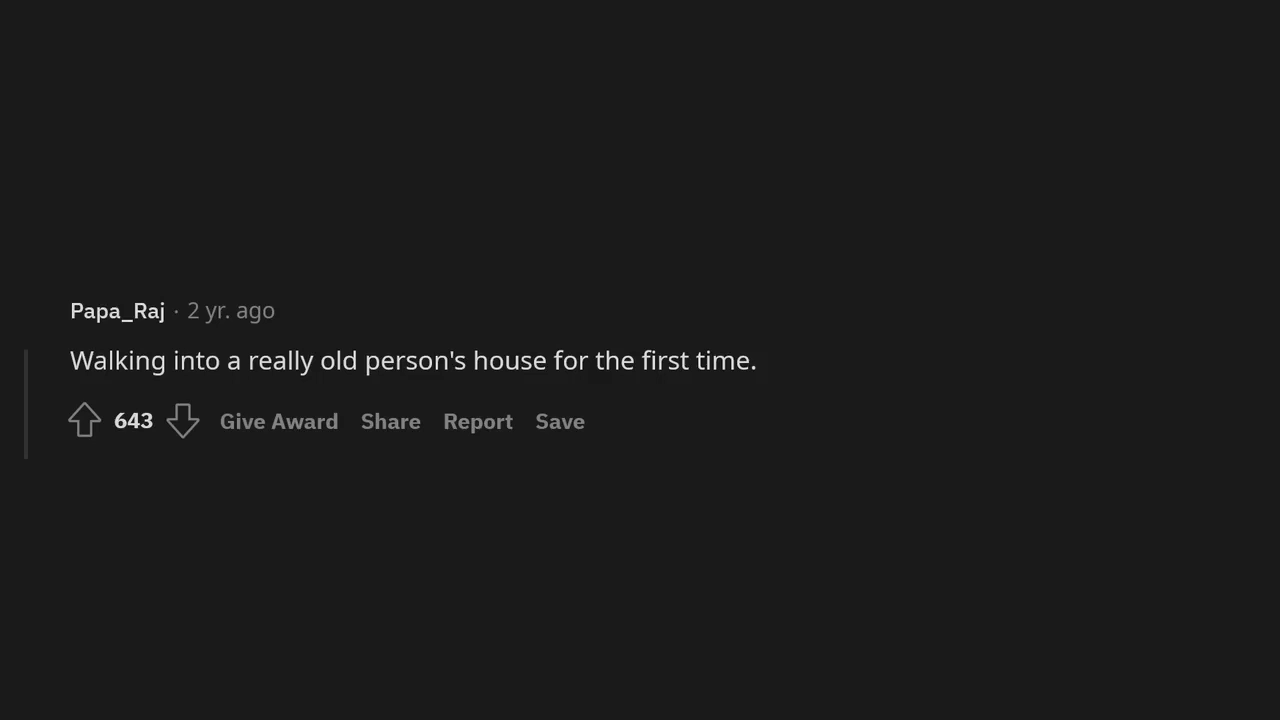 Papa_Raj · 2 yr. ago
Walking into a really old person's house for the first time.
643 Give Award Share Report Save